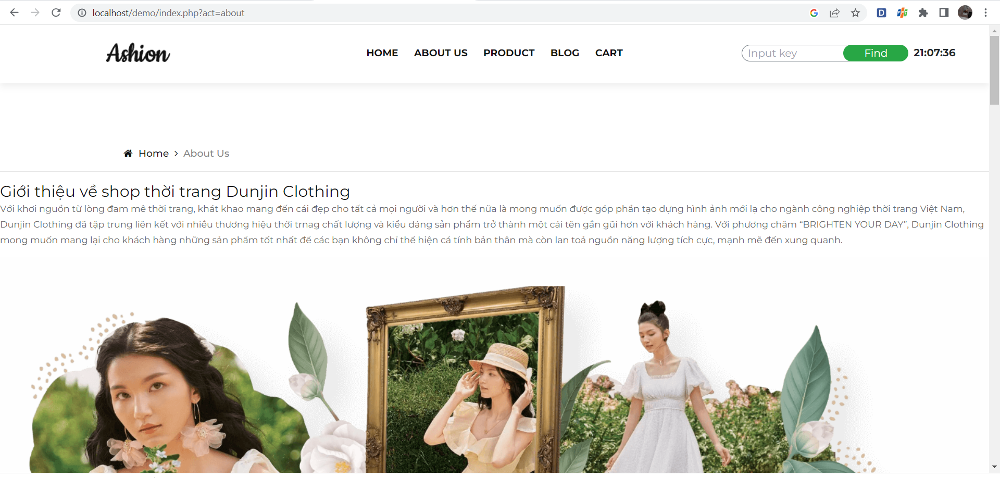 localhost/demo/index.php?act=about
Ashion
HOME ABOUT US PRODUCT BLOG CART
Input key Find 21:07:36
Home > About Us
Giới thiệu về shop thời trang Dunjin Clothing
Với khơi nguồn từ lòng đam mê thời trang, khát khao mang đến cái đẹp cho tất cả mọi người và hơn thế nữa là mong muốn được góp phần tạo dựng hình ảnh mới lạ cho ngành công nghiệp thời trang Việt Nam,
Dunjin Clothing đã tập trung liên kết với nhiều thương hiệu thời trnag chất lượng và kiểu dáng sản phẩm trở thành một cái tên gần gũi hơn với khách hàng. Với phương châm “BRIGHTEN YOUR DAY”, Dunjin Clothing
mong muốn mang lại cho khách hàng những sản phẩm tốt nhất để các bạn không chỉ thể hiện cá tính bản thân mà còn lan toả nguồn năng lượng tích cực, mạnh mẽ đến xung quanh.